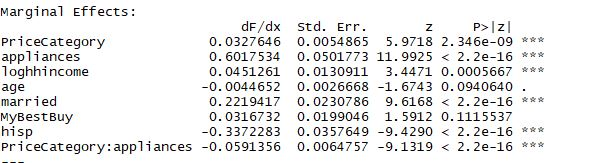 Marginal Effects:
dF/dx Std. Err. z P>|z|
PriceCategory 0.0327646 0.0054865 5.9718 2.346e-09 ***
appliances 0.6017534 0.0501773 11.9925 < 2.2e-16 ***
loghhincome 0.0451261 0.0130911 3.4471 0.0005667 ***
age -0.0044652 0.0026668 -1.6743 0.0940640 .
married 0.2219417 0.0230786 9.6168 < 2.2e-16 ***
MyBestBuy 0.0316732 0.0199046 1.5912 0.1115537
hisp -0.3372283 0.0357649 -9.4290 < 2.2e-16 ***
PriceCategory:appliances -0.0591356 0.0064757 -9.1319 < 2.2e-16 ***
---